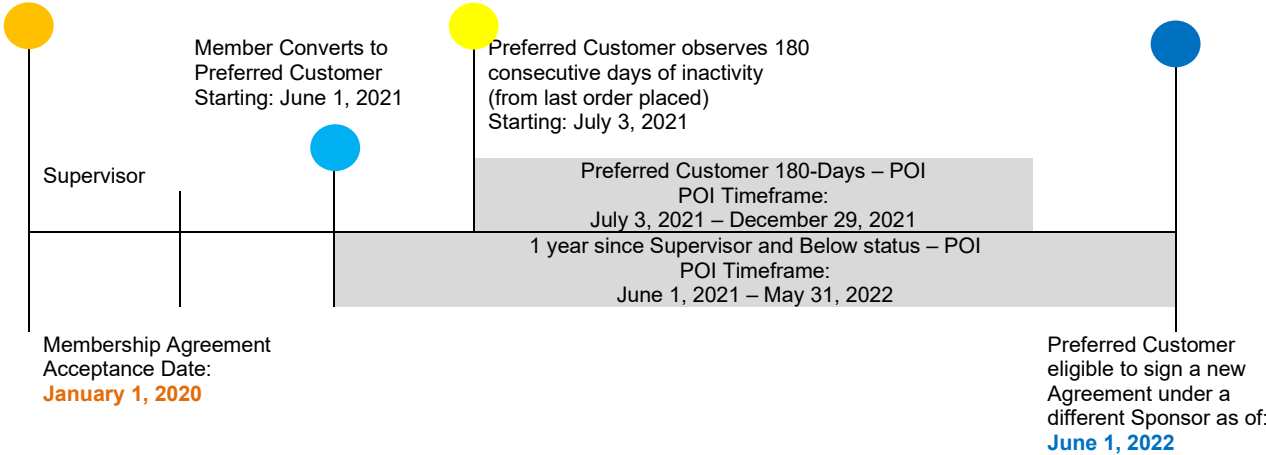 Member Converts to
Preferred Customer
Starting: June 1, 2021
Preferred Customer observes 180
consecutive days of inactivity
(from last order placed)
Starting: July 3, 2021
Supervisor
Preferred Customer 180-Days – POI
POI Timeframe:
July 3, 2021 – December 29, 2021
1 year since Supervisor and Below status – POI
POI Timeframe:
June 1, 2021 – May 31, 2022
Membership Agreement
Acceptance Date:
January 1, 2020
Preferred Customer
eligible to sign a new
Agreement under a
different Sponsor as of:
June 1, 2022